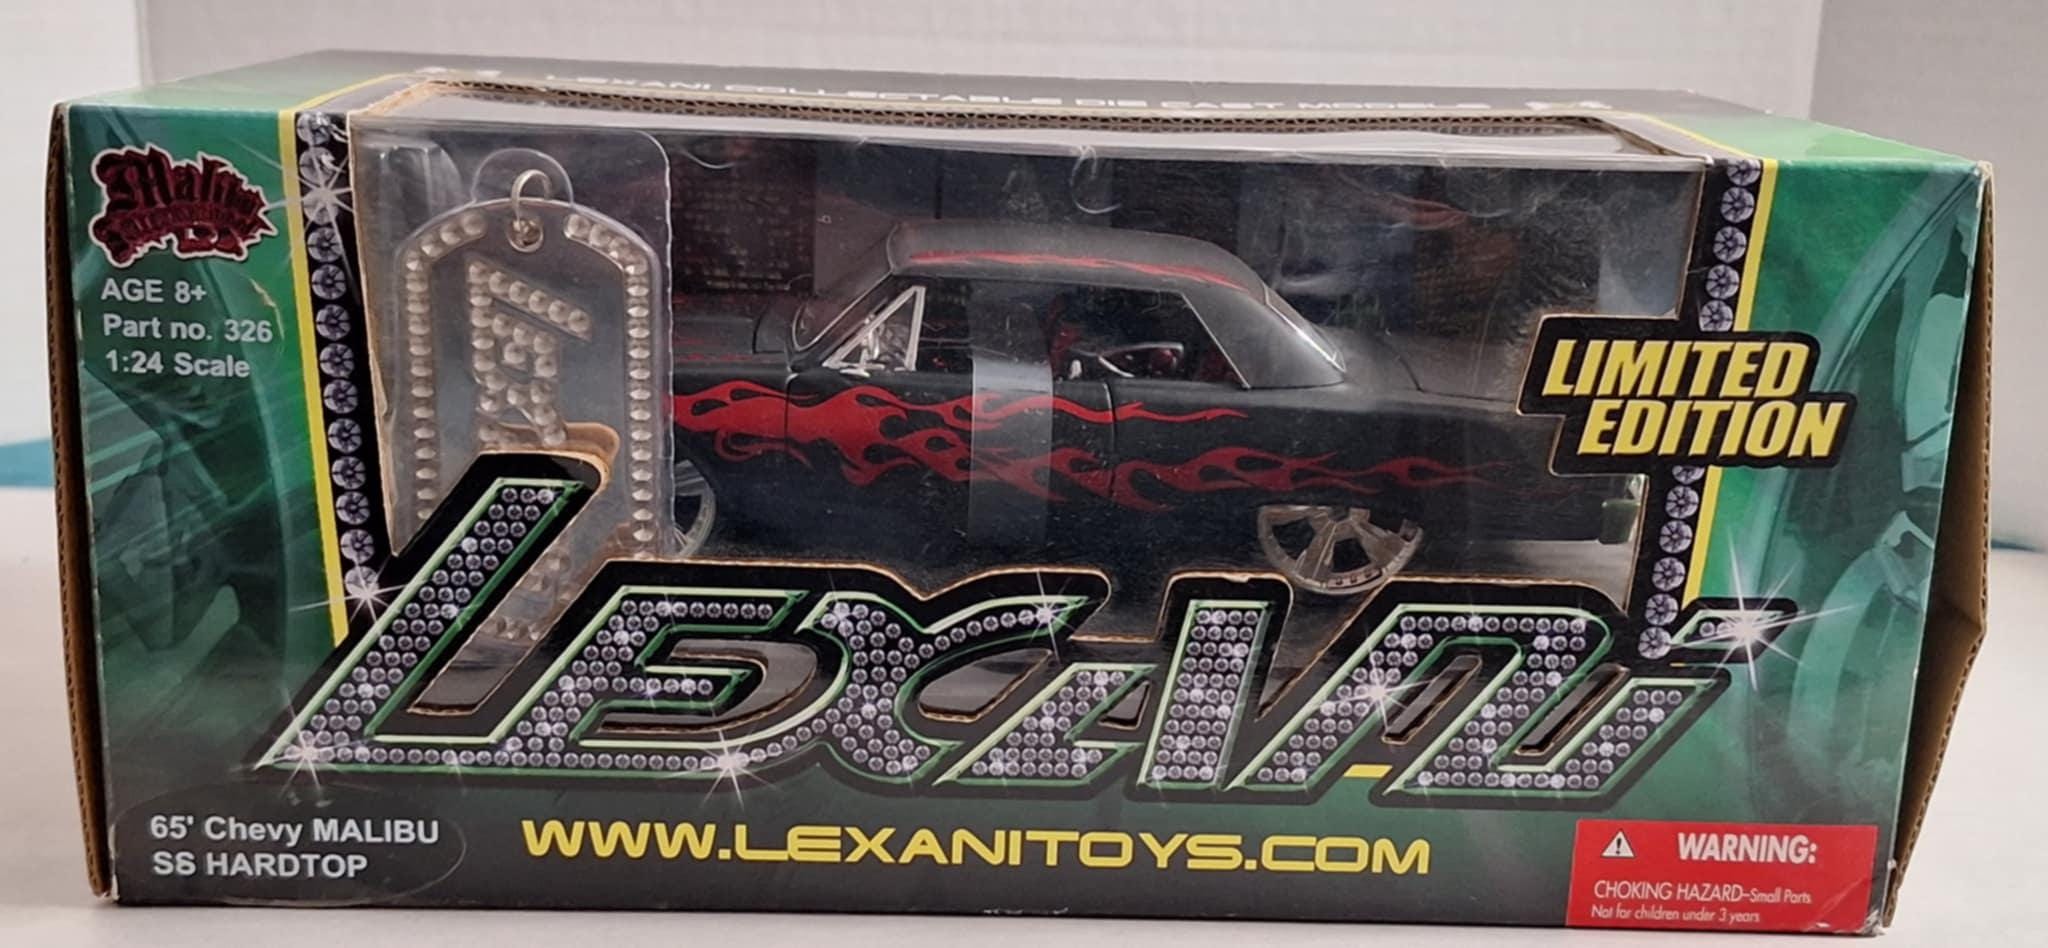 LEXANI COLLECTABLE DIE CAST MODELS
Malibu
AGE 8+
Part no. 326
1:24 Scale
LIMITED
EDITION
LEXANI
65' Chevy MALIBU
SS HARDTOP
WWW.LEXANITOYS.COM
WARNING:
CHOKING HAZARD–Small Parts
Not for children under 3 years